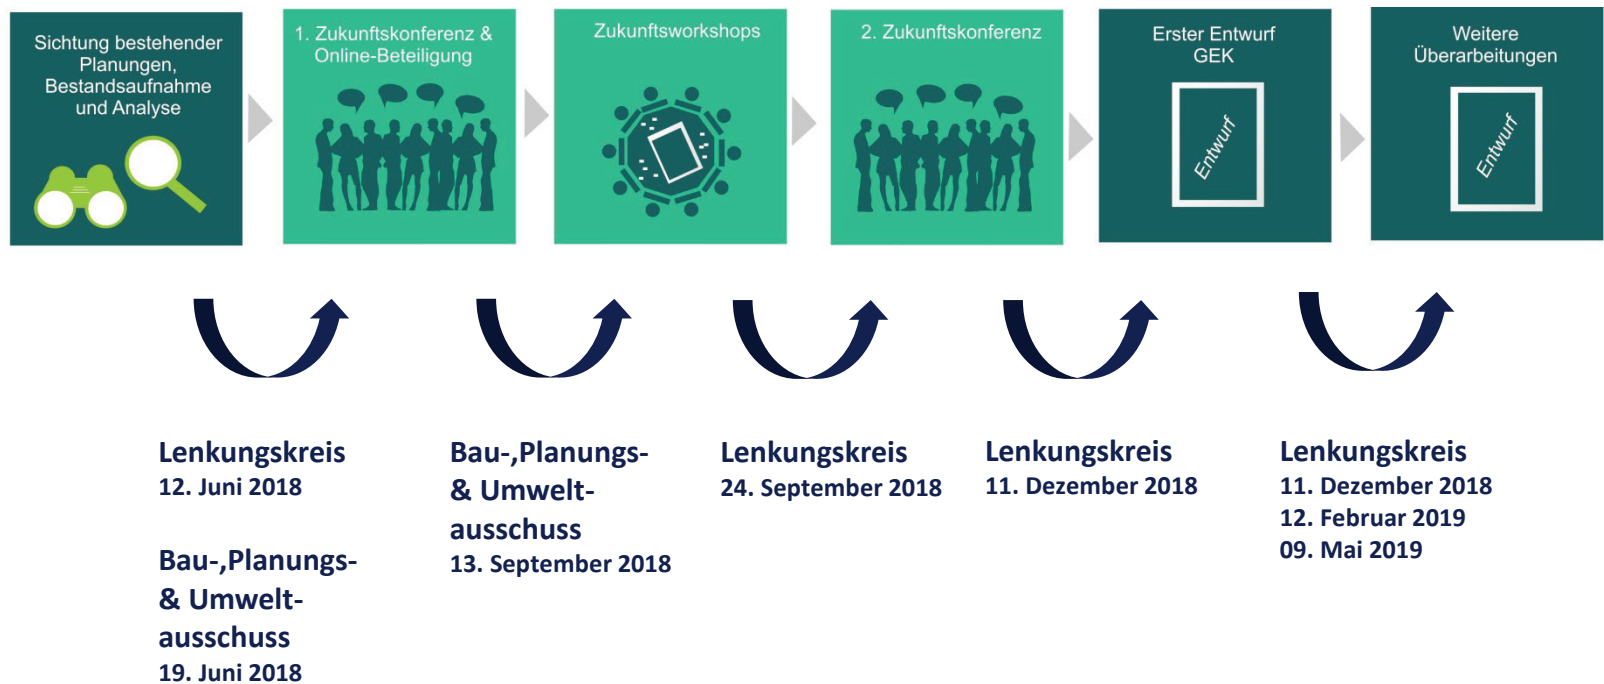 Sichtung bestehender
Planungen,
Bestandsaufnahme
und Analyse
1. Zukunftskonferenz &
Online-Beteiligung
Zukunftsworkshops
2. Zukunftskonferenz
Erster Entwurf
GEK
Entwurf
Weitere
Überarbeitungen
Entwurf
Lenkungskreis
12. Juni 2018
Bau-,Planungs-
& Umwelt-
ausschuss
19. Juni 2018
Bau-,Planungs-
& Umwelt-
ausschuss
13. September 2018
Lenkungskreis
24. September 2018
Lenkungskreis
11. Dezember 2018
Lenkungskreis
11. Dezember 2018
12. Februar 2019
09. Mai 2019